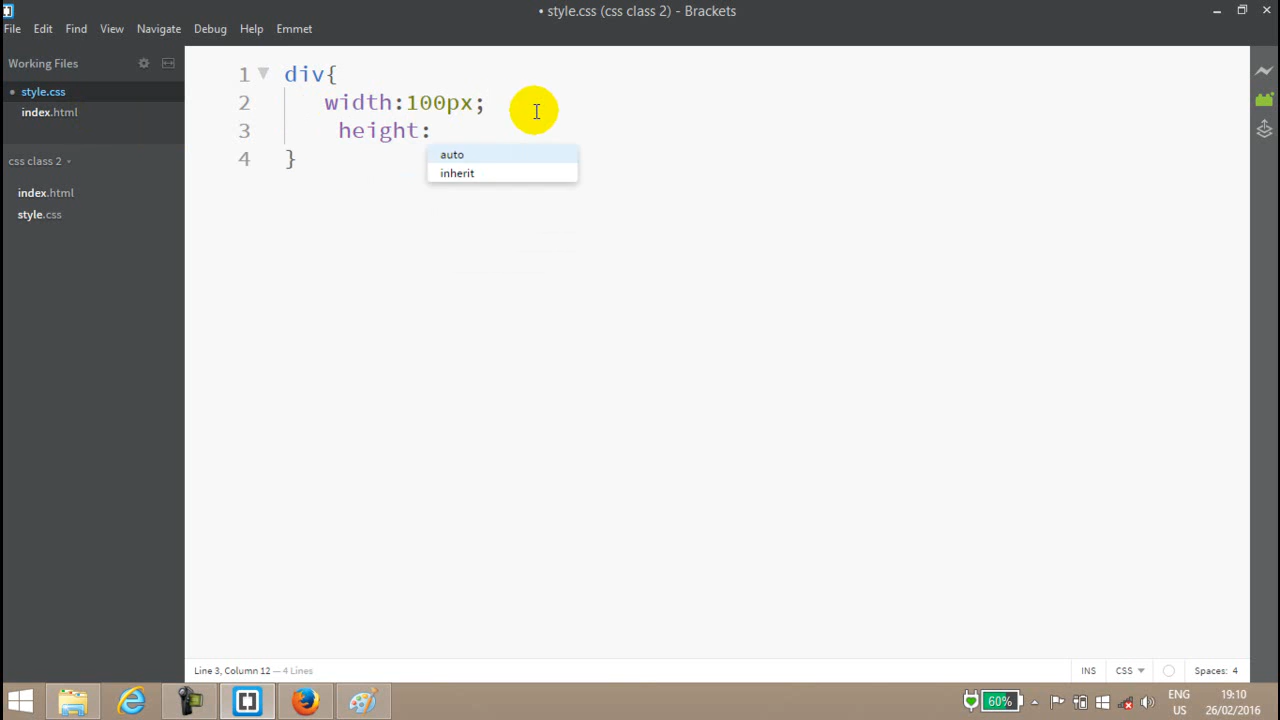 • style.css (css class 2) - Brackets
File Edit Find View Navigate Debug Help Emmet
Working Files
• style.css
index.html
css class 2
index.html
style.css
1 div{
2 width:100px;
3 height:
4 }
auto
inherit
Line 3, Column 12 — 4 Lines
INS CSS Spaces: 4
60%
ENG
US
19:10
26/02/2016